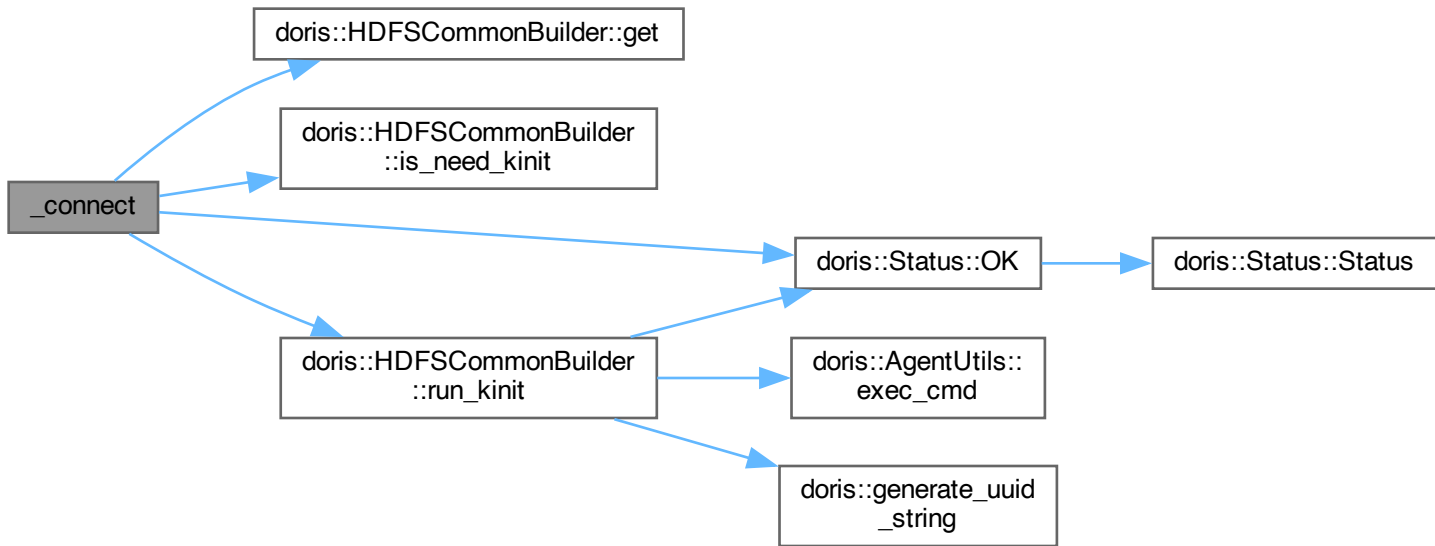 _connect
doris::HDFSCommonBuilder::get
doris::HDFSCommonBuilder
::is_need_kinit
doris::Status::OK
doris::Status::Status
doris::HDFSCommonBuilder
::run_kinit
doris::AgentUtils::
exec_cmd
doris::generate_uuid
_string